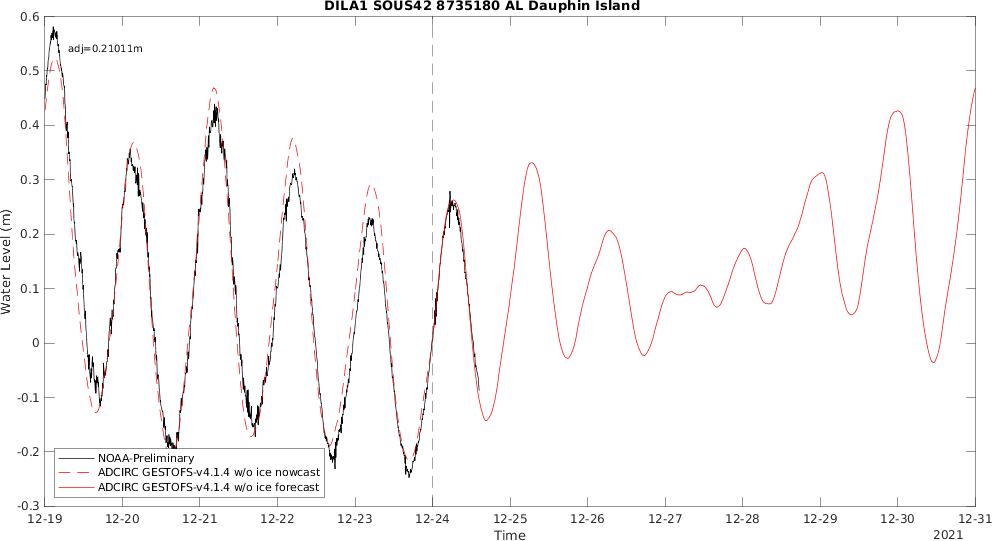 DILA1 SOUS42 8735180 AL Dauphin Island
adj=0.21011m
Water Level (m)
0.6
0.5
0.4
0.3
0.2
0.1
0
-0.1
-0.2
-0.3
NOAA-Preliminary
ADCIRC GESTOFS-v4.1.4 w/o ice nowcast
ADCIRC GESTOFS-v4.1.4 w/o ice forecast
12-19 12-20 12-21 12-22 12-23 12-24 12-25 12-26 12-27 12-28 12-29 12-30 12-31
Time
2021